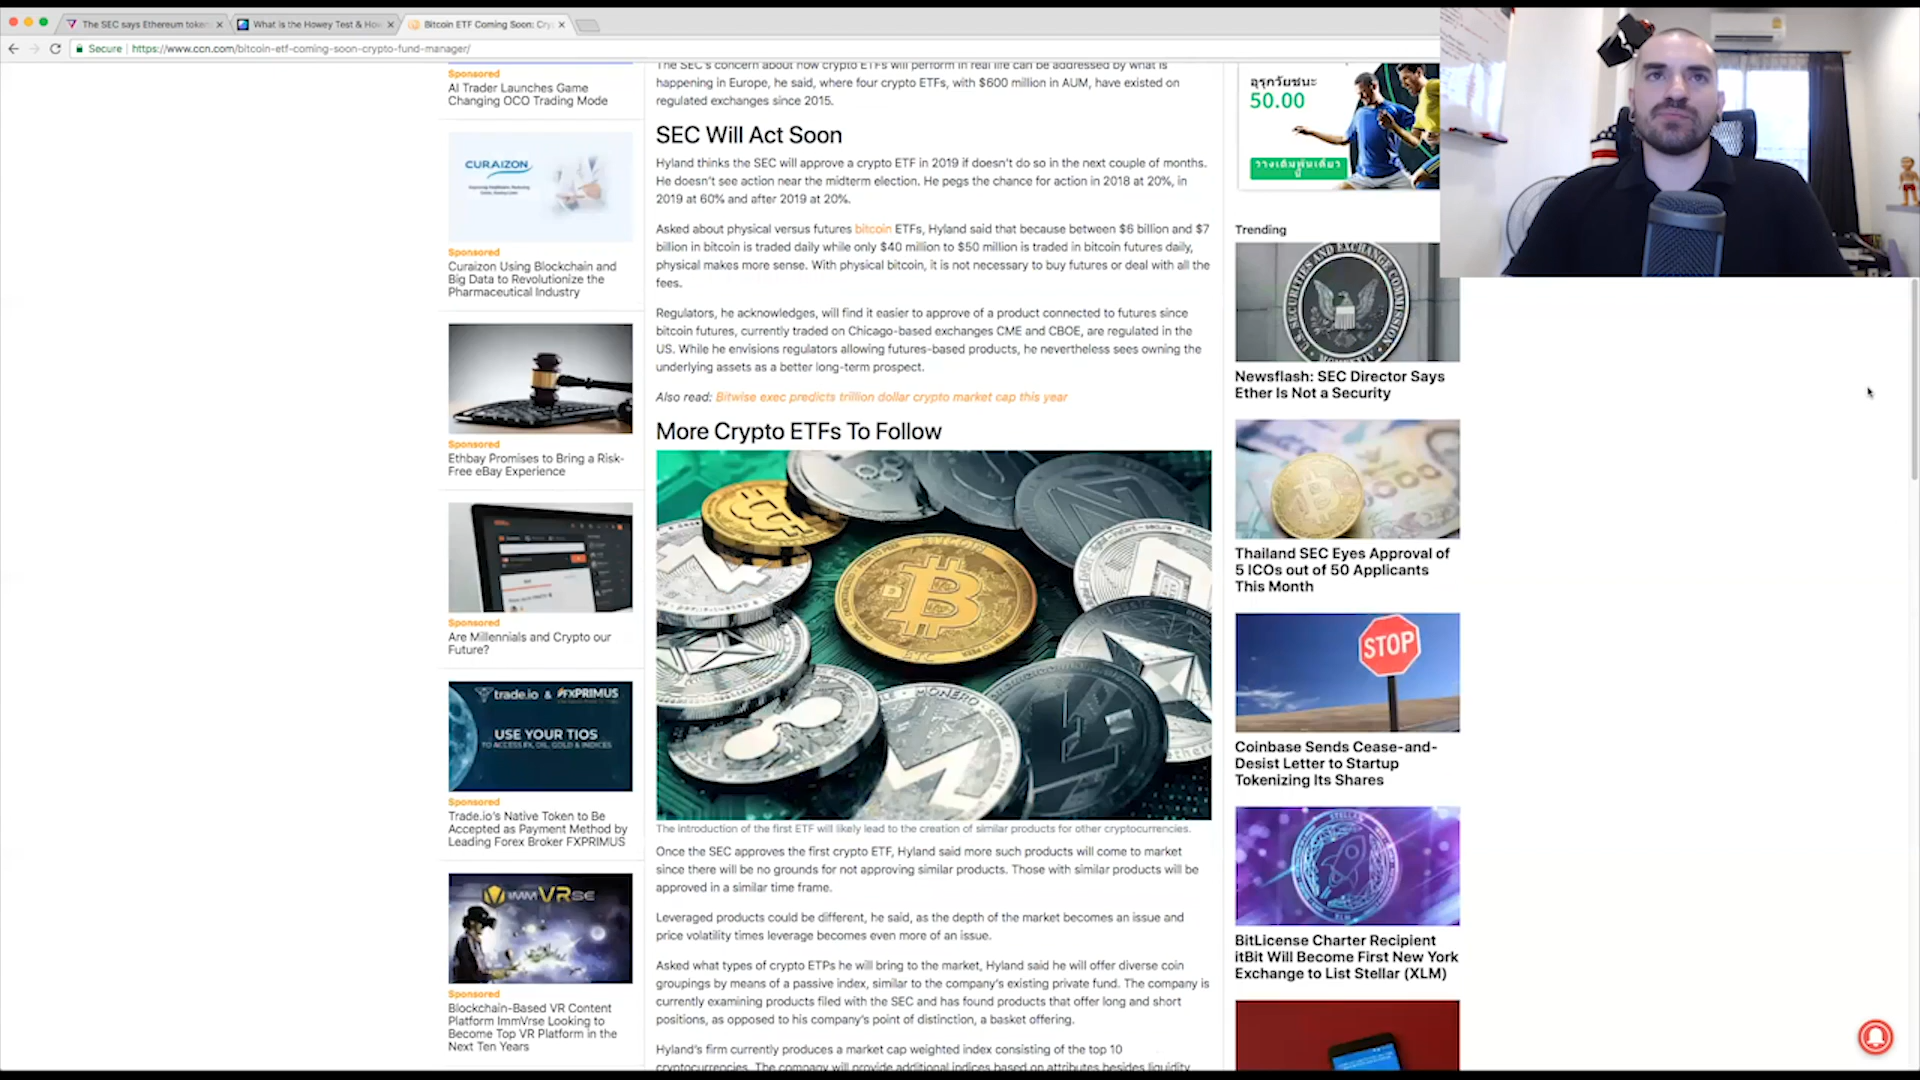 The SEC says Ethereum token
What is the Howey Test & How
Bitcoin ETF Coming Soon: Cry
Secure
https://www.ccn.com/bitcoin-etf-coming-soon-crypto-fund-manager/
Sponsored
AI Trader Launches Game
Changing OCO Trading Mode
CURAIZON
Sponsored
Curaizon Using Blockchain and
Big Data to Revolutionize the
Pharmaceutical Industry
Sponsored
Ethbay Promises to Bring a Risk-
Free eBay Experience
Sponsored
Are Millennials and Crypto our
Future?
trade.io & FXPRIMUS
USE YOUR TIOS
TO ACCESS FX, OIL, GOLD & INDICES
Sponsored
Trade.io's Native Token to Be
Accepted as Payment Method by
Leading Forex Broker FXPRIMUS
IMMVRSE
Sponsored
Blockchain-Based VR Content
Platform ImmVrse Looking to
Become Top VR Platform in the
Next Ten Years
The SEC's concern about how crypto ETFs will perform in real life can be addressed by what is
happening in Europe, he said, where four crypto ETFs, with $600 million in AUM, have existed on
regulated exchanges since 2015.
SEC Will Act Soon
Hyland thinks the SEC will approve a crypto ETF in 2019 if doesn't do so in the next couple of months.
He doesn't see action near the midterm election. He pegs the chance for action in 2018 at 20%, in
2019 at 60% and after 2019 at 20%.
Asked about physical versus futures bitcoin ETFs, Hyland said that because between $6 billion and $7
billion in bitcoin is traded daily while only $40 million to $50 million is traded in bitcoin futures daily,
physical makes more sense. With physical bitcoin, it is not necessary to buy futures or deal with all the
fees.
Regulators, he acknowledges, will find it easier to approve of a product connected to futures since
bitcoin futures, currently traded on Chicago-based exchanges CME and CBOE, are regulated in the
US. While he envisions regulators allowing futures-based products, he nevertheless sees owning the
underlying assets as a better long-term prospect.
Also read: Bitwise exec predicts trillion dollar crypto market cap this year
More Crypto ETFs To Follow
BITCOIN
BTC
MONERO
The introduction of the first ETF will likely lead to the creation of similar products for other cryptocurrencies.
Once the SEC approves the first crypto ETF, Hyland said more such products will come to market
since there will be no grounds for not approving similar products. Those with similar products will be
approved in a similar time frame.
Leveraged products could be different, he said, as the depth of the market becomes an issue and
price volatility times leverage becomes even more of an issue.
Asked what types of crypto ETPs he will bring to the market, Hyland said he will offer diverse coin
groupings by means of a passive index, similar to the company's existing private fund. The company is
currently examining products filed with the SEC and has found products that offer long and short
positions, as opposed to his company's point of distinction, a basket offering.
Hyland's firm currently produces a market cap weighted index consisting of the top 10
cryptocurrencies. The company will provide additional indices based on attributes besides liquidity
50.00
Trending
Newsflash: SEC Director Says
Ether Is Not a Security
Thailand SEC Eyes Approval of
5 ICOs out of 50 Applicants
This Month
STOP
Coinbase Sends Cease-and-
Desist Letter to Startup
Tokenizing Its Shares
STELLAR
BitLicense Charter Recipient
itBit Will Become First New York
Exchange to List Stellar (XLM)